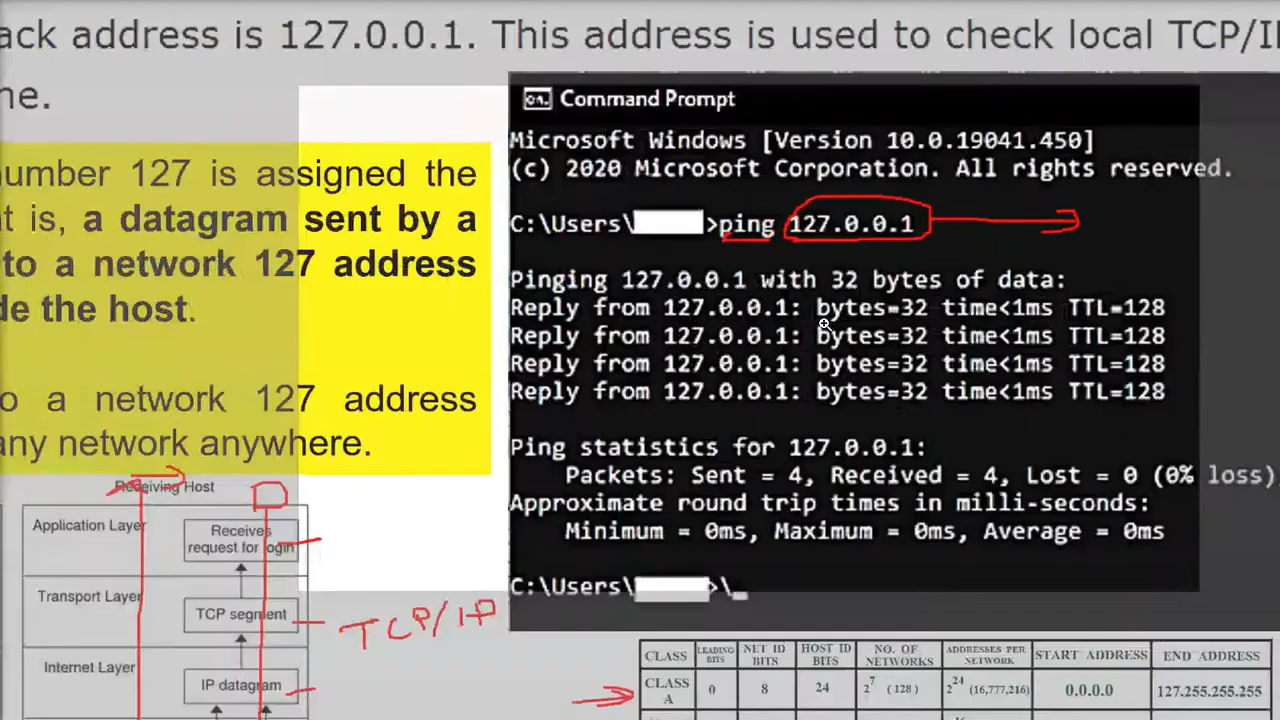 ack address is 127.0.0.1. This address is used to check local TCP/IP
ne.
number 127 is assigned the
t is, a datagram sent by a
to a network 127 address
de the host.
o a network 127 address
any network anywhere.
Command Prompt
Microsoft Windows [Version 10.0.19041.450]
(c) 2020 Microsoft Corporation. All rights reserved.
C:\Users\ >ping 127.0.0.1
Pinging 127.0.0.1 with 32 bytes of data:
Reply from 127.0.0.1: bytes=32 time<1ms TTL=128
Reply from 127.0.0.1: bytes=32 time<1ms TTL=128
Reply from 127.0.0.1: bytes=32 time<1ms TTL=128
Reply from 127.0.0.1: bytes=32 time<1ms TTL=128
Ping statistics for 127.0.0.1:
Packets: Sent = 4, Received = 4, Lost = 0 (0% loss)
Approximate round trip times in milli-seconds:
Minimum = 0ms, Maximum = 0ms, Average = 0ms
C:\Users\ >\_
Receiving Host
Application Layer
Receives
request for login
Transport Layer
TCP segment
TCP/IP
Internet Layer
IP datagram
CLASS LEADING BITS NET ID BITS HOST ID BITS NO. OF NETWORKS ADDRESSES PER NETWORK START ADDRESS END ADDRESS
CLASS A 0 8 24 2^7 (128) 2^24 (16,777,216) 0.0.0.0 127.255.255.255